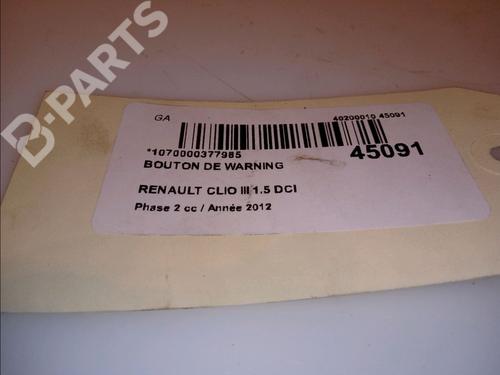 B-PARTS
GA
40200010 45091
*1070000377985
45091
BOUTON DE WARNING
RENAULT CLIO III 1.5 DCI
Phase 2 cc / Année 2012